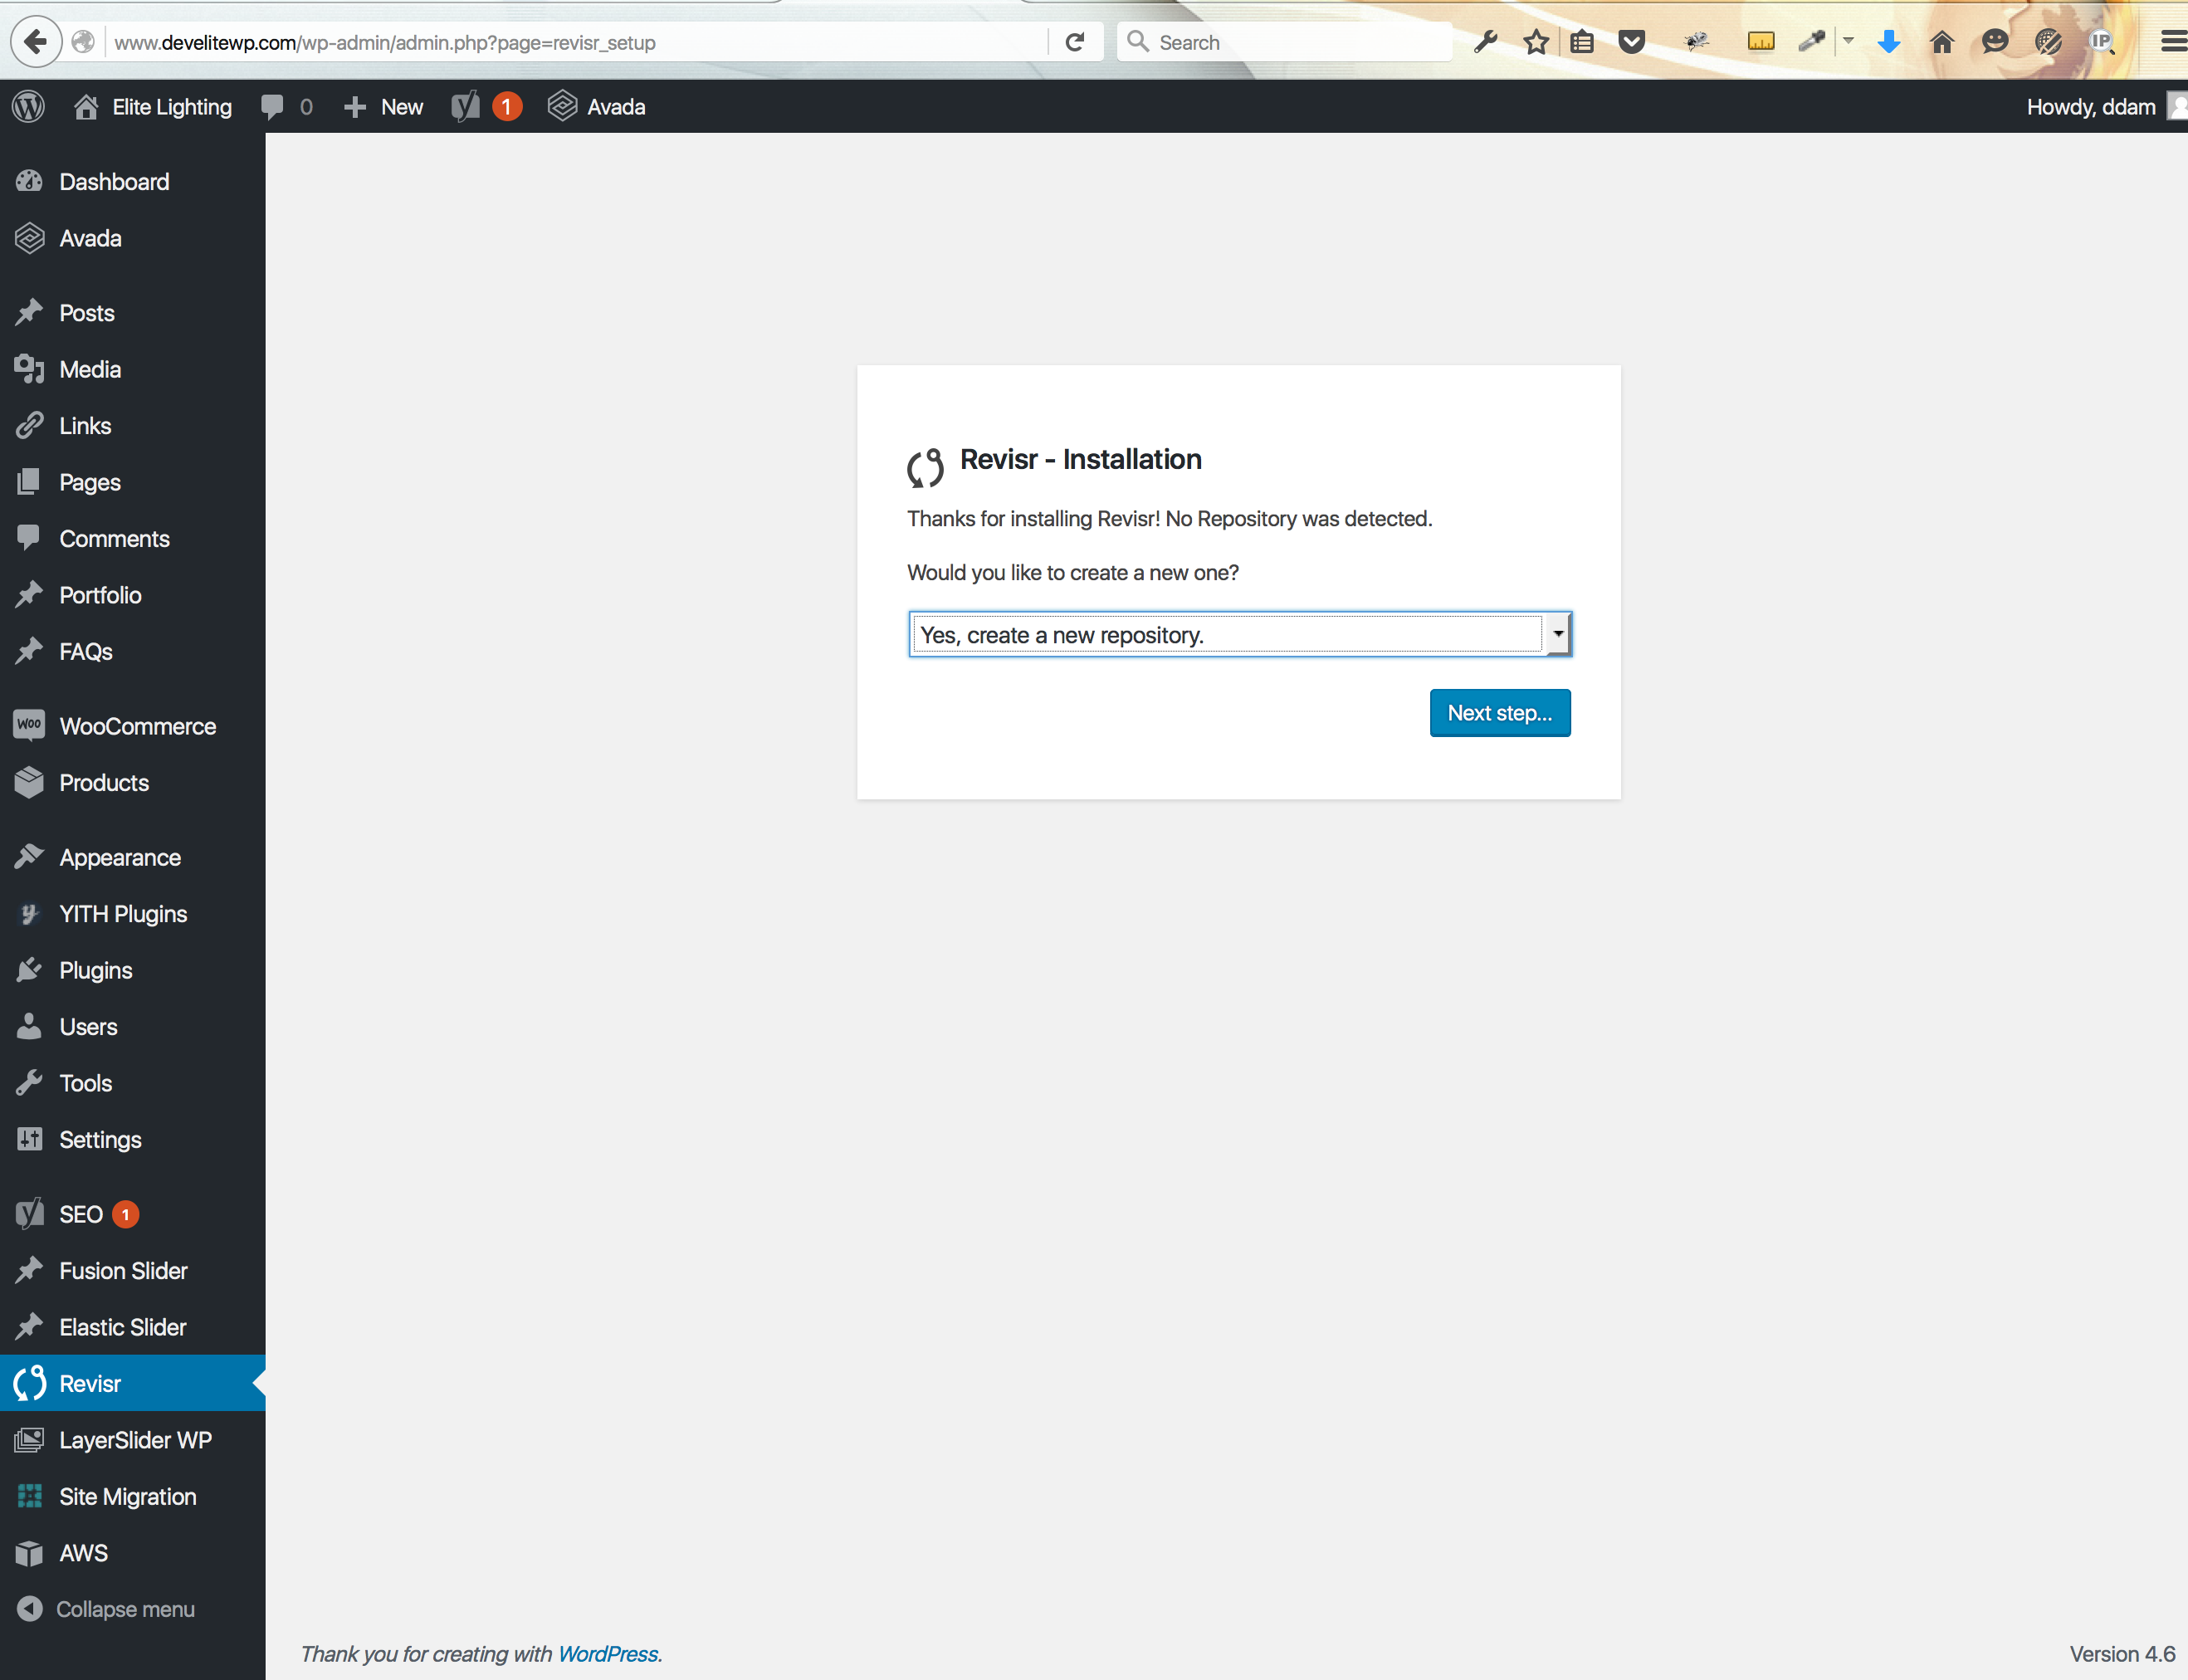 www.develitewp.com/wp-admin/admin.php?page=revisr_setup
Search
IP
Elite Lighting
0
New
1
Avada
Howdy, ddam
Dashboard
Avada
Posts
Media
Links
Pages
Comments
Portfolio
FAQs
WOO
WooCommerce
Products
Appearance
YITH Plugins
Plugins
Users
Tools
Settings
SEO 1
Fusion Slider
Elastic Slider
Revisr
LayerSlider WP
Site Migration
AWS
Collapse menu
Revisr - Installation
Thanks for installing Revisr! No Repository was detected.
Would you like to create a new one?
Yes, create a new repository.
Next step...
Thank you for creating with WordPress.
Version 4.6